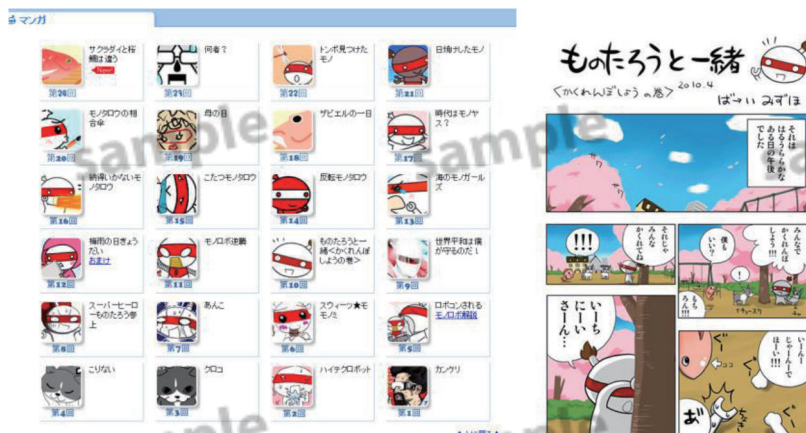 マンガ
サクラダイと桜
鯛は違う
New!
第24回
何者？
第23回
トンボ見つけた
モノ
第22回
日焼けしたモノ
第21回
モノタロウの相
合傘
第20回
母の日
第19回
ザビエルの一日
第18回
時代はモノヤ
ス？
第17回
納得いかないモ
ノタロウ
第16回
こたつモノタロウ
第15回
反転モノタロウ
第14回
海のモノガール
ズ
第13回
梅雨の日きょう
だい
おまけ
第12回
モノロボ逆襲
第11回
ものたろうと一
緒＜かくれんぼ
しようの巻＞
第10回
世界平和は僕
が守るのだ！
第9回
スーパーヒーロ
ーものたろう参
上
第8回
あんこ
第7回
スウィーツ★モ
モノミ
第6回
ロボコンされる
モノロボ解説
第5回
こりない
第4回
クロコ
第3回
ハイテクロボット
第2回
カンケリ
第1回
ものたろうと一緒
＜かくれんぼしようの巻＞ 2010.4
ばーい みずほ
それは
はるうららかな
ある日の午後
でした
みんなで
かくれんぼ
しよう!!!
僕も
いい？
もち
ろん!!!
それじゃ
みんな
かくれてね
!!!
いーち
にーい
さーん…
いーんー
じゃーんーで
ほーい!!!
ココ
お
sample
sample
sample